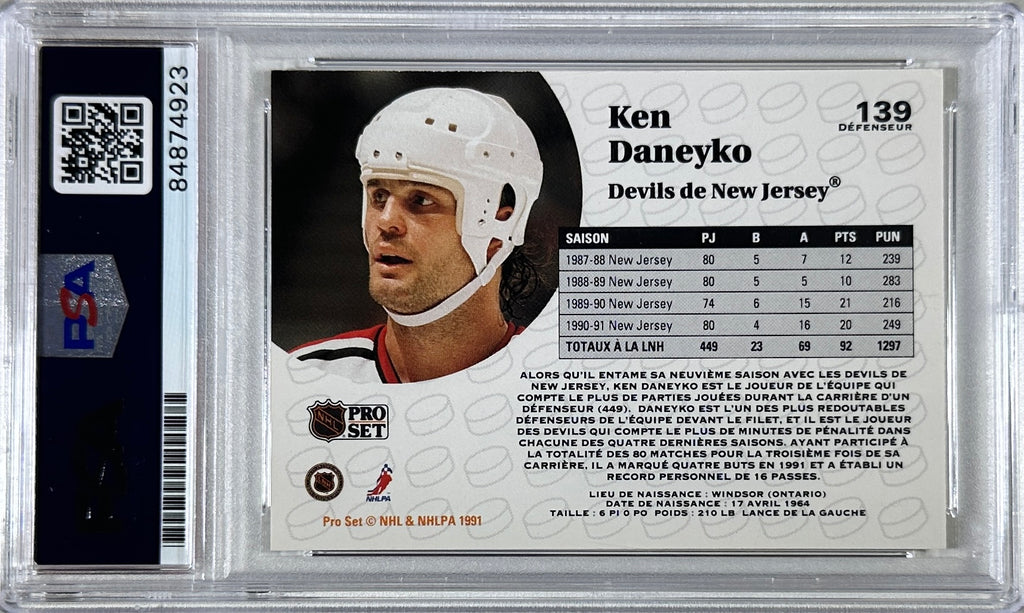 84874923
PSA
Ken
Daneyko
Devils de New Jersey®
139
DÉFENSEUR
SAISON PJ B A PTS PUN
1987-88 New Jersey 80 5 7 12 239
1988-89 New Jersey 80 5 5 10 283
1989-90 New Jersey 74 6 15 21 216
1990-91 New Jersey 80 4 16 20 249
TOTAUX À LA LNH 449 23 69 92 1297
ALORS QU'IL ENTAME SA NEUVIÈME SAISON AVEC LES DEVILS DE
NEW JERSEY, KEN DANEYKO EST LE JOUEUR DE L'ÉQUIPE QUI
COMPTE LE PLUS DE PARTIES JOUÉES DURANT LA CARRIÈRE D'UN
DÉFENSEUR (449). DANEYKO EST L'UN DES PLUS REDOUTABLES
DÉFENSEURS DE L'ÉQUIPE DEVANT LE FILET, ET IL EST LE JOUEUR
DES DEVILS QUI COMPTE LE PLUS DE MINUTES DE PÉNALITÉ DANS
CHACUNE DES QUATRE DERNIÈRES SAISONS. AYANT PARTICIPÉ À
LA TOTALITÉ DES 80 MATCHES POUR LA TROISIÈME FOIS DE SA
CARRIÈRE, IL A MARQUÉ QUATRE BUTS EN 1991 ET A ÉTABLI UN
RECORD PERSONNEL DE 16 PASSES.
LIEU DE NAISSANCE : WINDSOR (ONTARIO)
DATE DE NAISSANCE : 17 AVRIL 1964
TAILLE : 6 PI 0 PO POIDS : 210 LB LANCE DE LA GAUCHE
NHL PRO
SET
NHLPA
Pro Set © NHL & NHLPA 1991